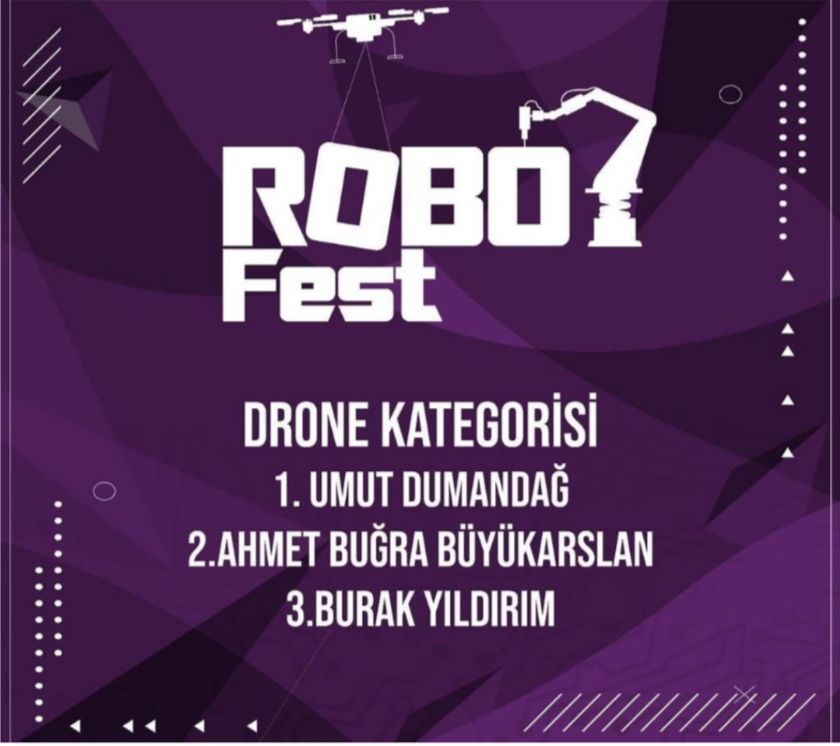 ROBO
Fest
DRONE KATEGORİSİ
1. UMUT DUMANDAĞ
2.AHMET BUĞRA BÜYÜKARSLAN
3.BURAK YILDIRIM